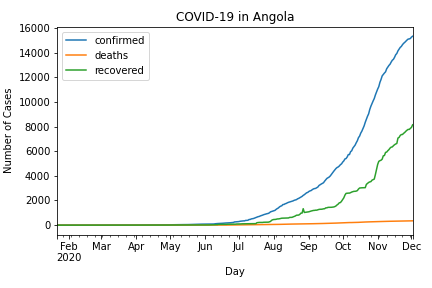 COVID-19 in Angola
confirmed
deaths
recovered
16000
14000
12000
10000
8000
6000
4000
2000
0
Number of Cases
Feb Mar Apr May Jun Jul Aug Sep Oct Nov Dec
2020
Day